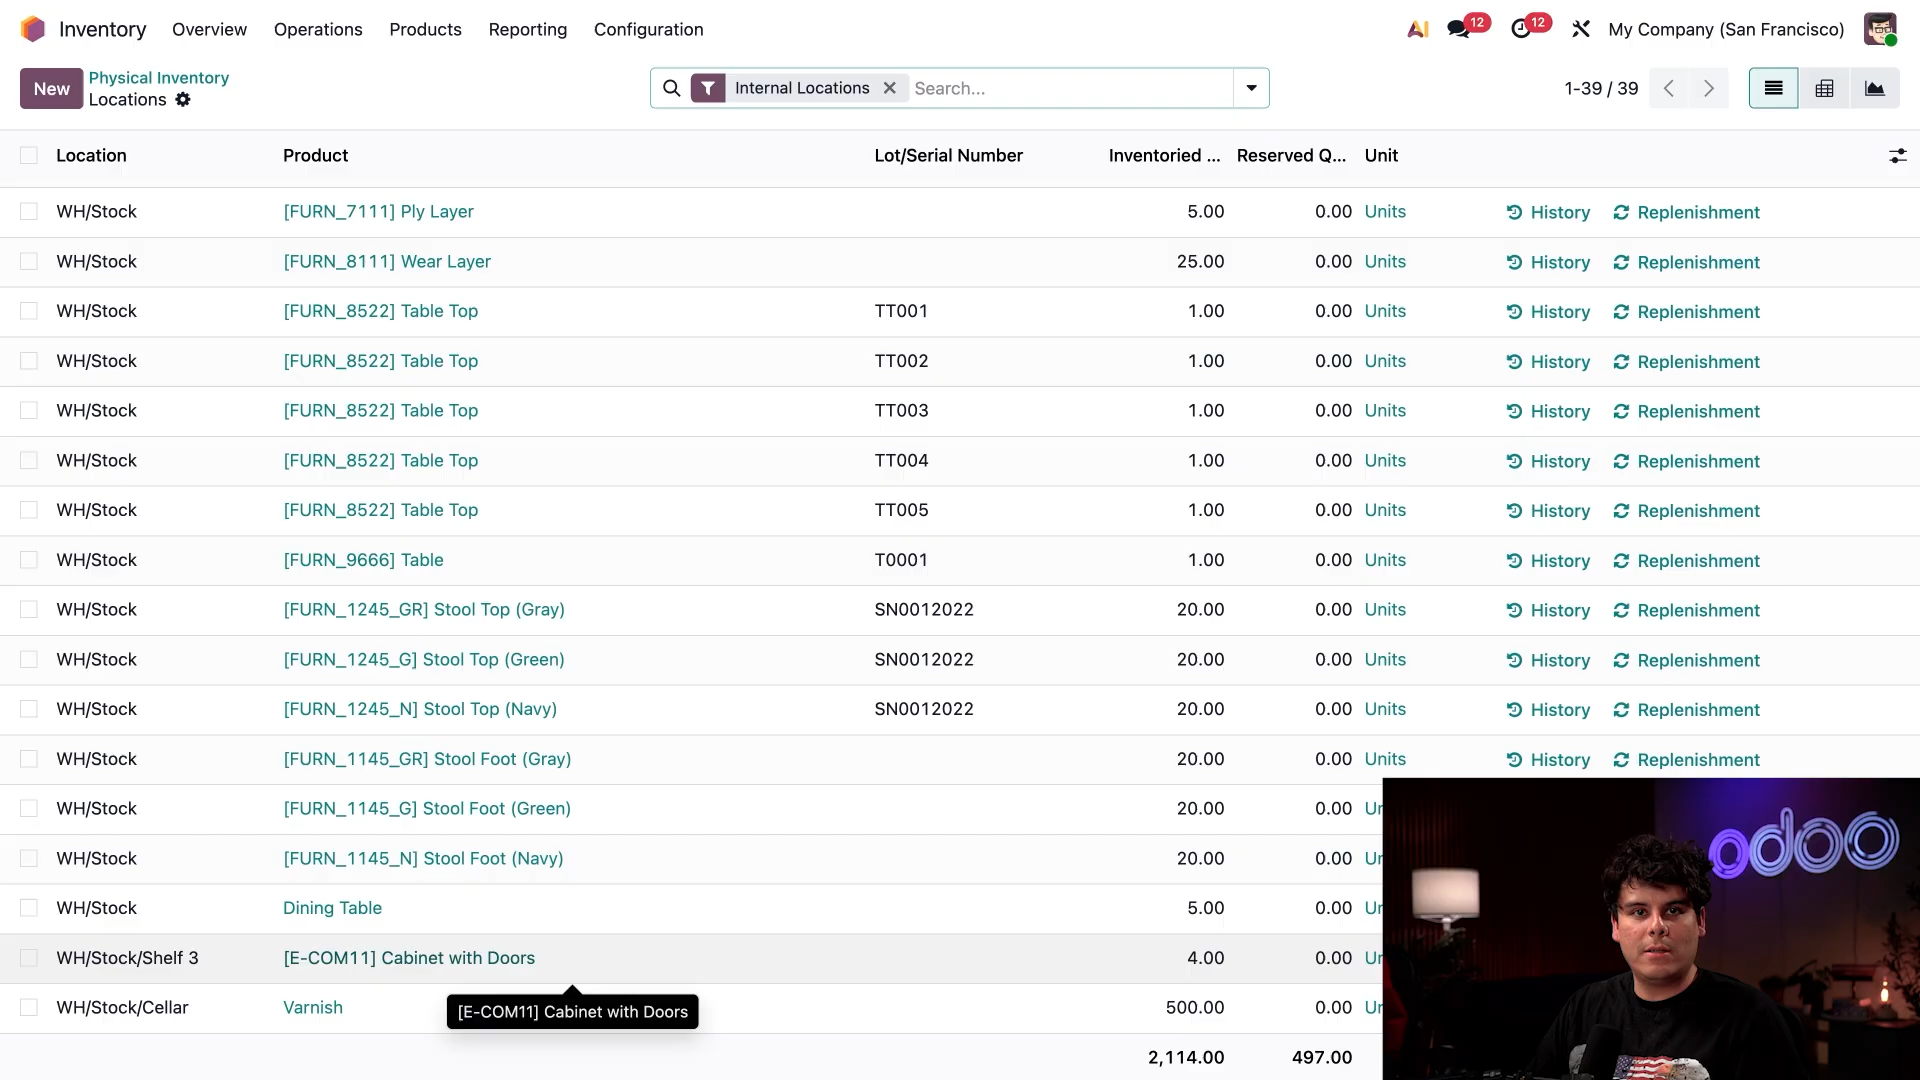 Inventory Overview Operations Products Reporting Configuration AI 12 12 My Company (San Francisco)
New Physical Inventory Locations Internal Locations Search... 1-39 / 39
Location Product Lot/Serial Number Inventoried ... Reserved Q... Unit
WH/Stock [FURN_7111] Ply Layer 5.00 0.00 Units History Replenishment
WH/Stock [FURN_8111] Wear Layer 25.00 0.00 Units History Replenishment
WH/Stock [FURN_8522] Table Top TT001 1.00 0.00 Units History Replenishment
WH/Stock [FURN_8522] Table Top TT002 1.00 0.00 Units History Replenishment
WH/Stock [FURN_8522] Table Top TT003 1.00 0.00 Units History Replenishment
WH/Stock [FURN_8522] Table Top TT004 1.00 0.00 Units History Replenishment
WH/Stock [FURN_8522] Table Top TT005 1.00 0.00 Units History Replenishment
WH/Stock [FURN_9666] Table T0001 1.00 0.00 Units History Replenishment
WH/Stock [FURN_1245_GR] Stool Top (Gray) SN0012022 20.00 0.00 Units History Replenishment
WH/Stock [FURN_1245_G] Stool Top (Green) SN0012022 20.00 0.00 Units History Replenishment
WH/Stock [FURN_1245_N] Stool Top (Navy) SN0012022 20.00 0.00 Units History Replenishment
WH/Stock [FURN_1145_GR] Stool Foot (Gray) 20.00 0.00 Units History Replenishment
WH/Stock [FURN_1145_G] Stool Foot (Green) 20.00 0.00 Un
WH/Stock [FURN_1145_N] Stool Foot (Navy) 20.00 0.00 Un
WH/Stock Dining Table 5.00 0.00 Un
WH/Stock/Shelf 3 [E-COM11] Cabinet with Doors 4.00 0.00 Un
WH/Stock/Cellar Varnish 500.00 0.00 Un
[E-COM11] Cabinet with Doors
2,114.00 497.00
odoo